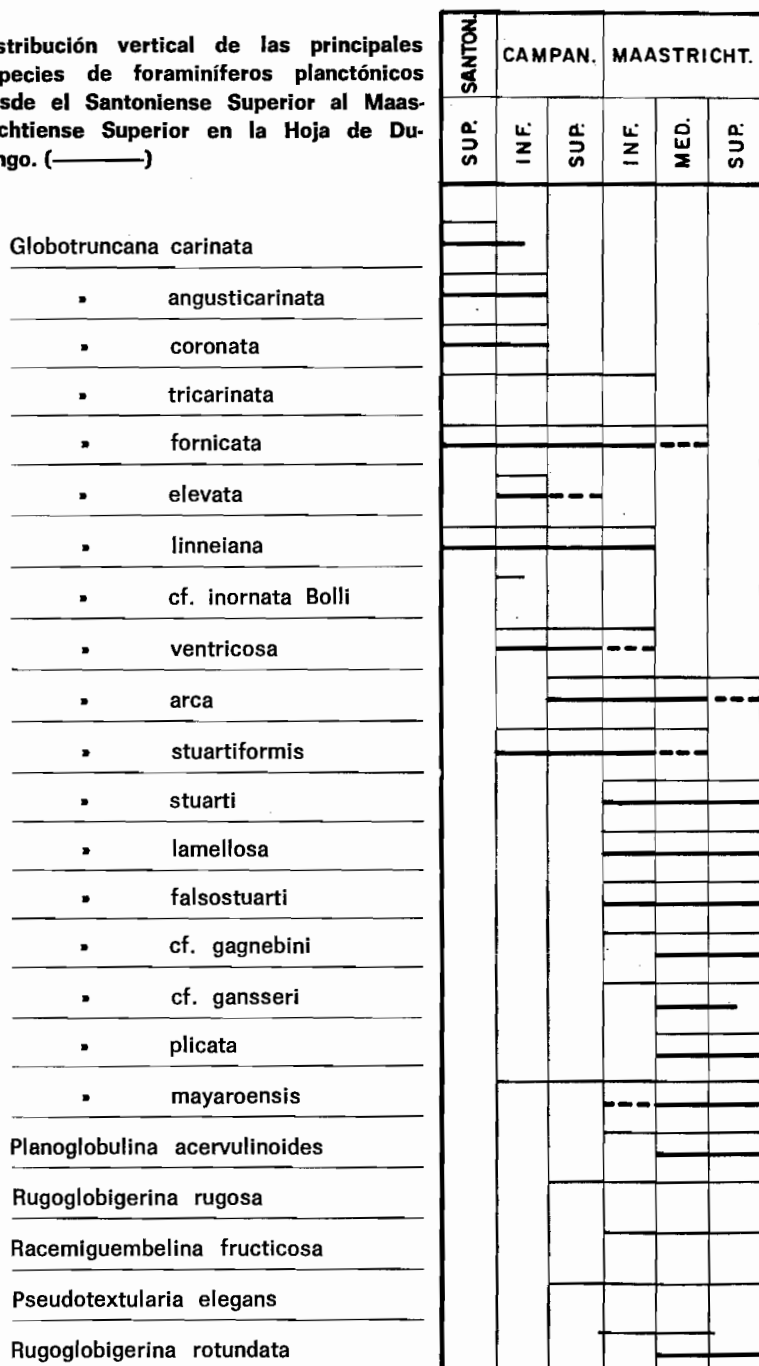 stribución vertical de las principales
pecies de foraminíferos planctónicos
sde el Santoniense Superior al Maas-
chtiense Superior en la Hoja de Du-
ngo. (———)
SANTON. CAMPAN. MAASTRICHT.
SUP. INF. SUP. INF. MED. SUP.
Globotruncana carinata
» angusticarinata
» coronata
» tricarinata
» fornicata
» elevata
» linneiana
» cf. inornata Bolli
» ventricosa
» arca
» stuartiformis
» stuarti
» lamellosa
» falsostuarti
» cf. gagnebini
» cf. gansseri
» plicata
» mayaroensis
Planoglobulina acervulinoides
Rugoglobigerina rugosa
Racemiguembelina fructicosa
Pseudotextularia elegans
Rugoglobigerina rotundata